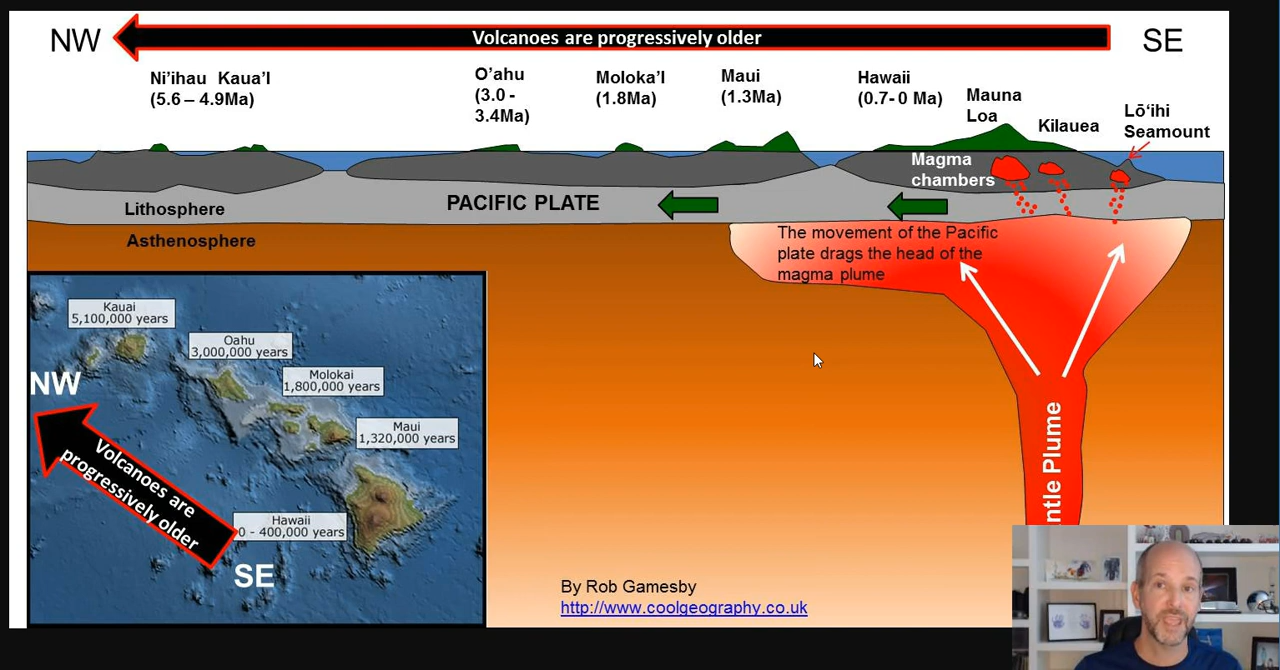 NW
Volcanoes are progressively older
SE
Ni'ihau Kaua'I
(5.6 – 4.9Ma)
O'ahu
(3.0 -
3.4Ma)
Moloka'I
(1.8Ma)
Maui
(1.3Ma)
Hawaii
(0.7- 0 Ma)
Mauna
Loa
Kilauea
Lō'ihi
Seamount
Magma
chambers
Lithosphere
PACIFIC PLATE
Asthenosphere
The movement of the Pacific
plate drags the head of the
magma plume
ntle Plume
Kauai
5,100,000 years
Oahu
3,000,000 years
Molokai
1,800,000 years
Maui
1,320,000 years
Hawaii
0 - 400,000 years
NW
Volcanoes are
progressively older
SE
By Rob Gamesby
http://www.coolgeography.co.uk